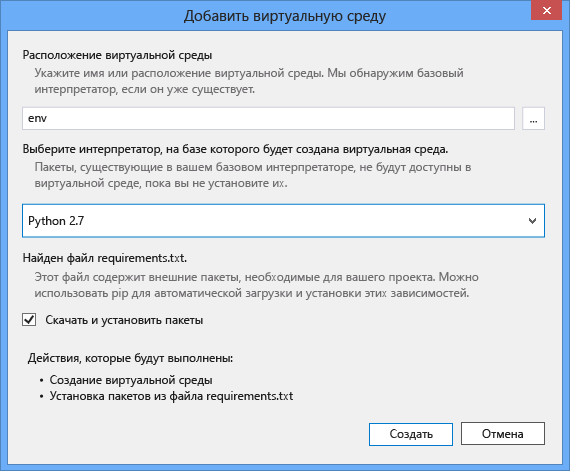 Добавить виртуальную среду
Расположение виртуальной среды
Укажите имя или расположение виртуальной среды. Мы обнаружим базовый
интерпретатор, если он уже существует.
env
...
Выберите интерпретатор, на базе которого будет создана виртуальная среда.
Пакеты, существующие в вашем базовом интерпретаторе, не будут доступны в
виртуальной среде, пока вы не установите их.
Python 2.7
Найден файл requirements.txt.
Этот файл содержит внешние пакеты, необходимые для вашего проекта. Можно
использовать pip для автоматической загрузки и установки этих зависимостей.
Скачать и установить пакеты
Действия, которые будут выполнены:
• Создание виртуальной среды
• Установка пакетов из файла requirements.txt
Создать
Отмена